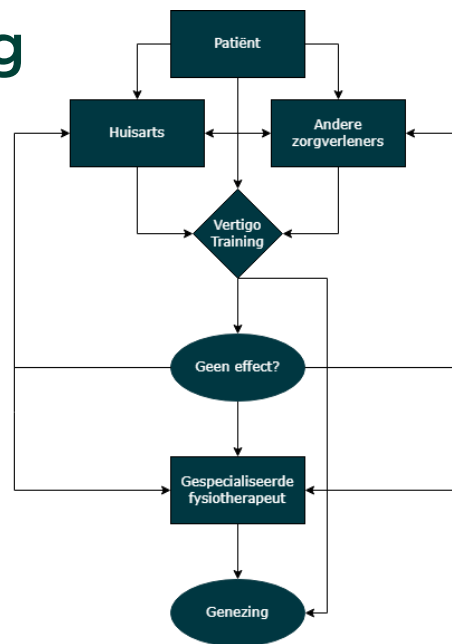 g
Patiënt
Huisarts
Andere
zorgverleners
Vertigo
Training
Geen effect?
Gespecialiseerde
fysiotherapeut
Genezing